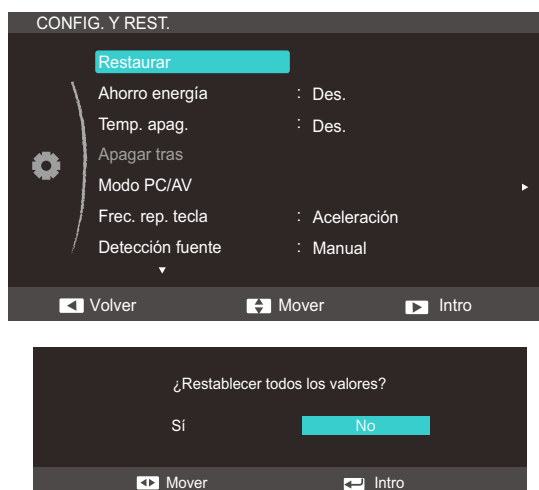 CONFIG. Y REST.
Restaurar
Ahorro energía : Des.
Temp. apag. : Des.
Apagar tras
Modo PC/AV
Frec. rep. tecla : Aceleración
Detección fuente : Manual
Volver Mover Intro
¿Restablecer todos los valores?
Sí No
Mover Intro